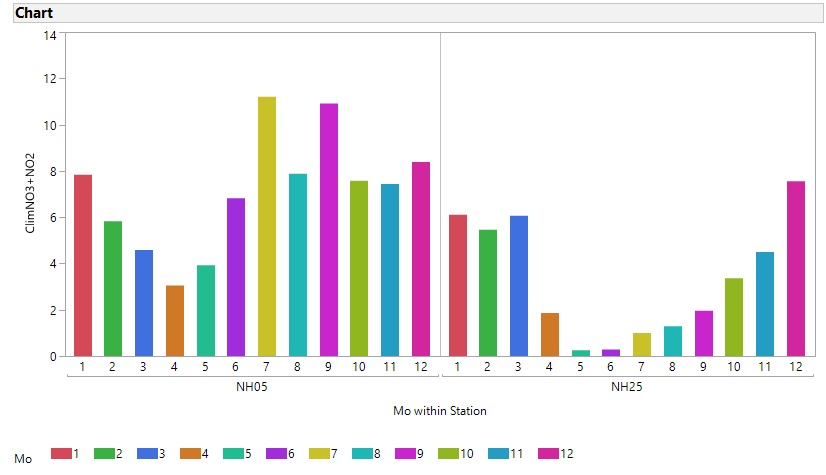 Chart
14
12
10
8
6
4
2
0
ClimNO3+NO2
1 2 3 4 5 6 7 8 9 10 11 12 1 2 3 4 5 6 7 8 9 10 11 12
NH05 NH25
Mo within Station
Mo 1 2 3 4 5 6 7 8 9 10 11 12